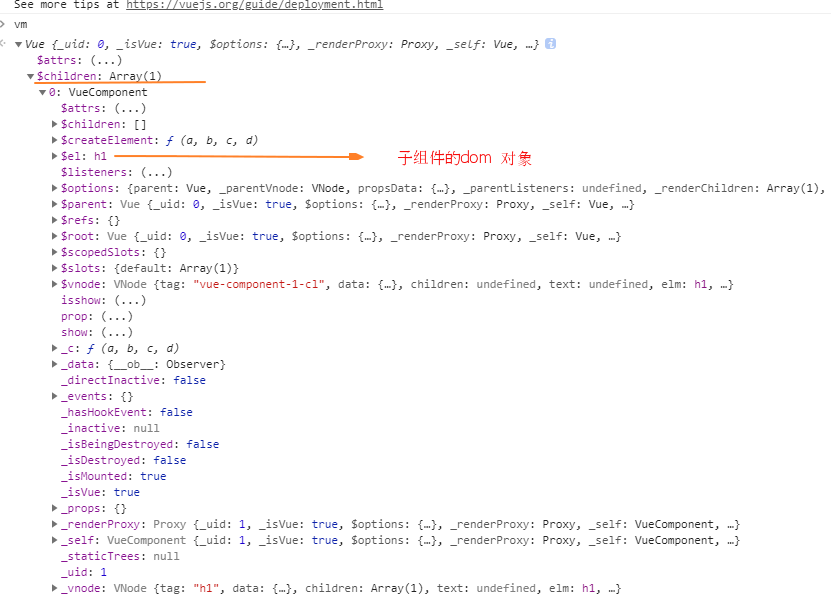 See more tips at https://vuejs.org/guide/deployment.html
vm
Vue {_uid: 0, _isVue: true, $options: {…}, _renderProxy: Proxy, _self: Vue, …}
$attrs: (...)
$children: Array(1)
0: VueComponent
$attrs: (...)
$children: []
$createElement: ƒ (a, b, c, d)
$el: h1 子组件的dom 对象
$listeners: (...)
$options: {parent: Vue, _parentVnode: VNode, propsData: {…}, _parentListeners: undefined, _renderChildren: Array(1),
$parent: Vue {_uid: 0, _isVue: true, $options: {…}, _renderProxy: Proxy, _self: Vue, …}
$refs: {}
$root: Vue {_uid: 0, _isVue: true, $options: {…}, _renderProxy: Proxy, _self: Vue, …}
$scopedSlots: {}
$slots: {default: Array(1)}
$vnode: VNode {tag: "vue-component-1-cl", data: {…}, children: undefined, text: undefined, elm: h1, …}
isshow: (...)
prop: (...)
show: (...)
_c: ƒ (a, b, c, d)
_data: {__ob__: Observer}
_directInactive: false
_events: {}
_hasHookEvent: false
_inactive: null
_isBeingDestroyed: false
_isDestroyed: false
_isMounted: true
_isVue: true
_props: {}
_renderProxy: Proxy {_uid: 1, _isVue: true, $options: {…}, _renderProxy: Proxy, _self: VueComponent, …}
_self: VueComponent {_uid: 1, _isVue: true, $options: {…}, _renderProxy: Proxy, _self: VueComponent, …}
_staticTrees: null
_uid: 1
_vnode: VNode {tag: "h1", data: {…}, children: Array(1), text: undefined, elm: h1, …}